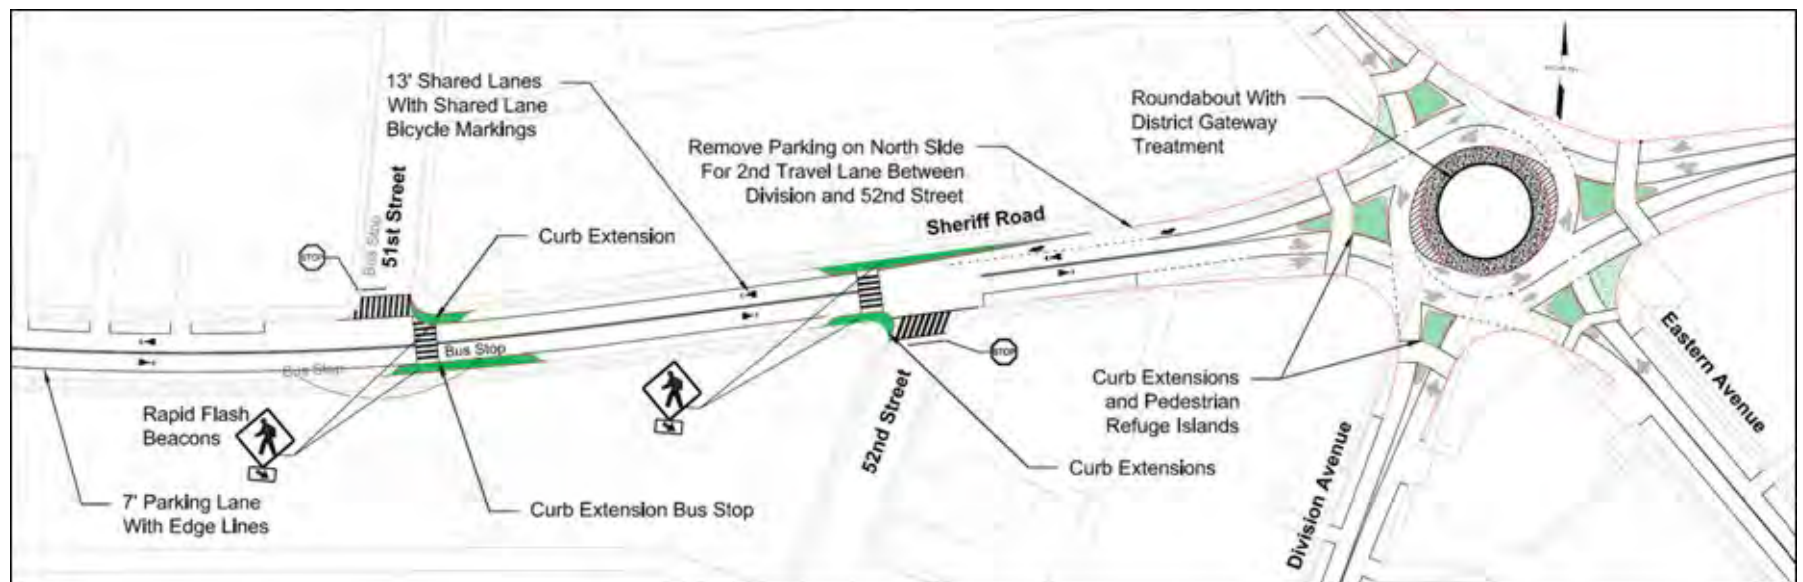 13' Shared Lanes
With Shared Lane
Bicycle Markings
Remove Parking on North Side
For 2nd Travel Lane Between
Division and 52nd Street
Roundabout With
District Gateway
Treatment
Sheriff Road
51st Street
Bus Stop
Bus Stop
STOP
Curb Extension
Bus Stop
Bus Stop
STOP
Rapid Flash
Beacons
7' Parking Lane
With Edge Lines
Curb Extension Bus Stop
52nd Street
Curb Extensions
Curb Extensions
and Pedestrian
Refuge Islands
Division Avenue
Eastern Avenue